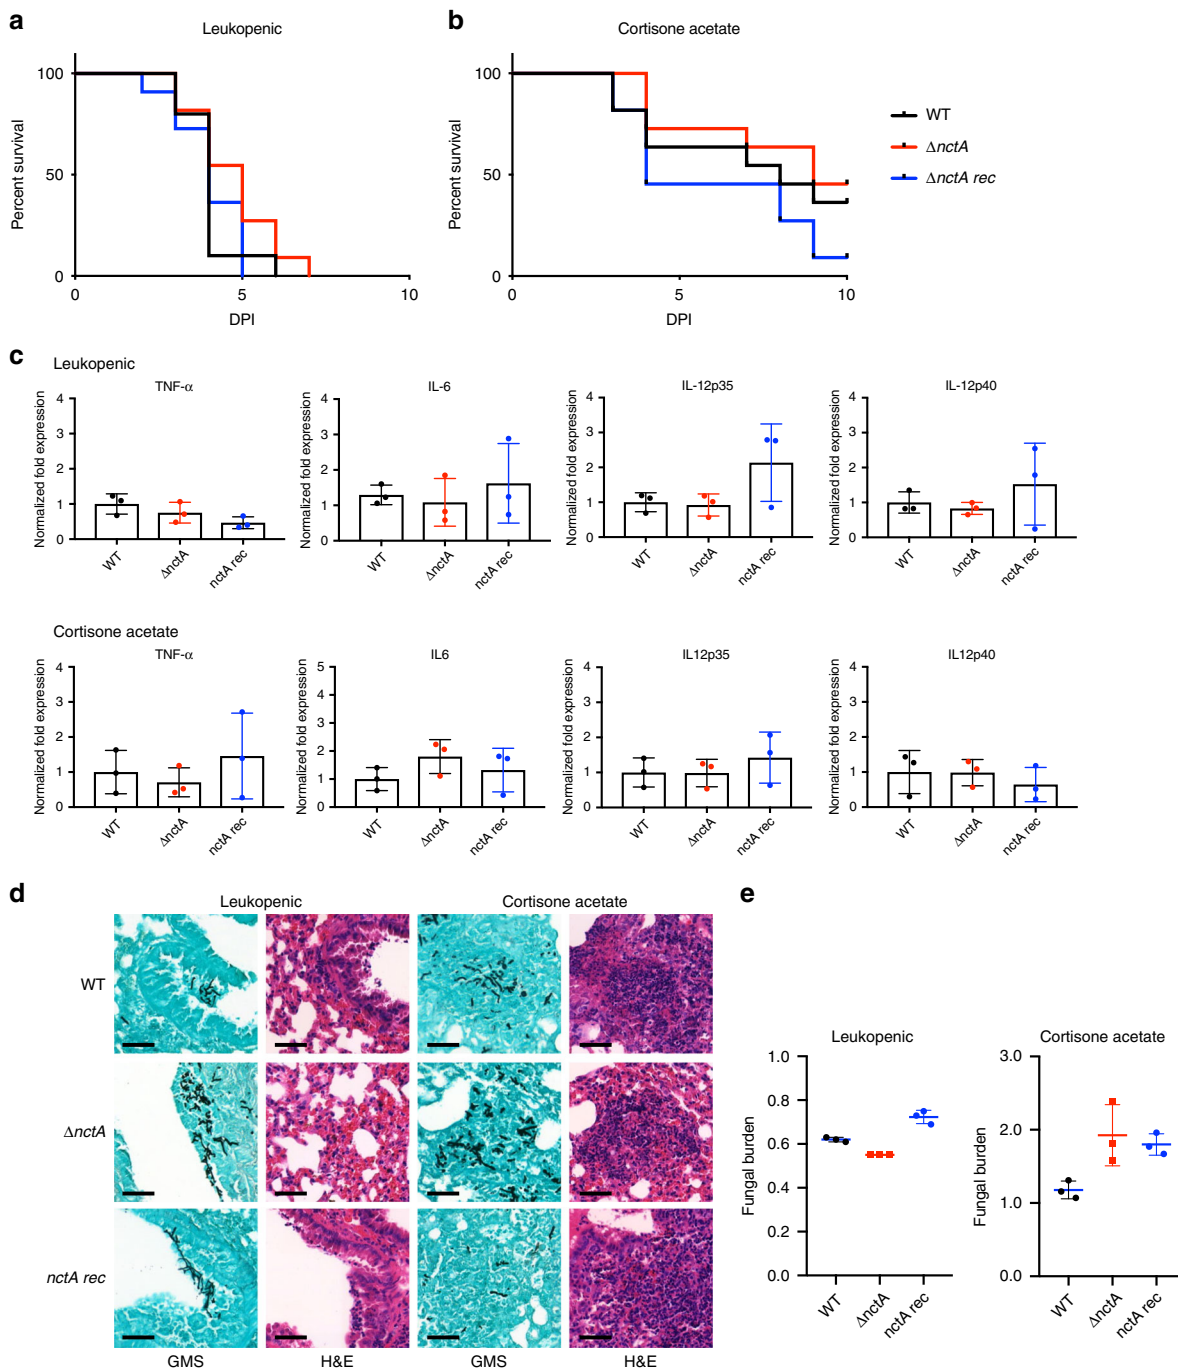 a
Leukopenic
Percent survival
100
50
0
0
5
10
DPI
b
Cortisone acetate
Percent survival
100
50
0
0
5
10
DPI
WT
ΔnctA
ΔnctA rec
c
Leukopenic
TNF-α
Normalized fold expression
4
3
2
1
0
WT
ΔnctA
nctA rec
IL-6
Normalized fold expression
4
3
2
1
0
WT
ΔnctA
nctA rec
IL-12p35
Normalized fold expression
4
3
2
1
0
WT
ΔnctA
nctA rec
IL-12p40
Normalized fold expression
4
3
2
1
0
WT
ΔnctA
nctA rec
Cortisone acetate
TNF-α
Normalized fold expression
4
3
2
1
0
WT
ΔnctA
nctA rec
IL6
Normalized fold expression
5
4
3
2
1
0
WT
ΔnctA
nctA rec
IL12p35
Normalized fold expression
4
3
2
1
0
WT
ΔnctA
nctA rec
IL12p40
Normalized fold expression
4
3
2
1
0
WT
ΔnctA
nctA rec
d
Leukopenic
Cortisone acetate
WT
ΔnctA
nctA rec
GMS
H&E
GMS
H&E
e
Leukopenic
Fungal burden
1.0
0.8
0.6
0.4
0.2
0.0
WT
ΔnctA
nctA rec
Cortisone acetate
Fungal burden
3.0
2.0
1.0
0.0
WT
ΔnctA
nctA rec